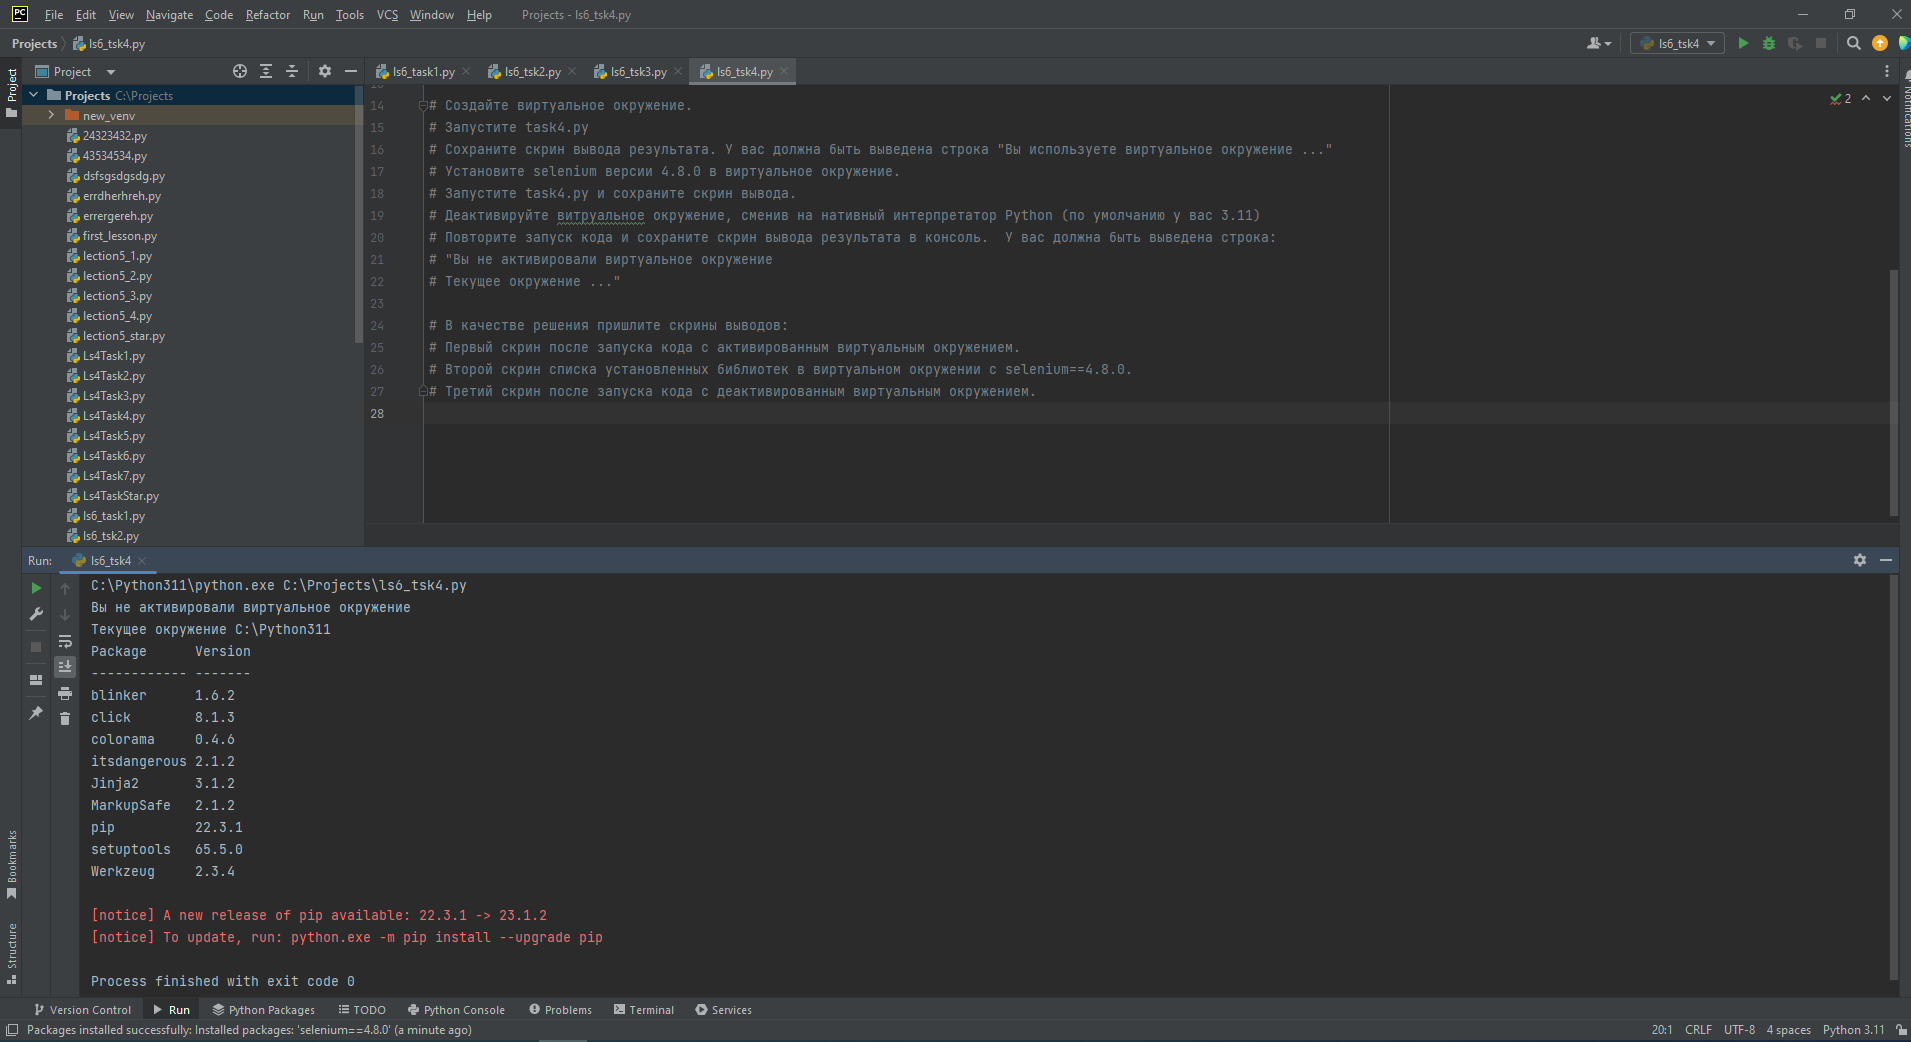 PC File Edit View Navigate Code Refactor Run Tools VCS Window Help Projects - ls6_tsk4.py
Projects ls6_tsk4.py ls6_tsk4
Project
Project
Projects C:\Projects
new_venv
24323432.py
43534534.py
dsfsgsdgsdg.py
errdherhreh.py
errergereh.py
first_lesson.py
lection5_1.py
lection5_2.py
lection5_3.py
lection5_4.py
lection5_star.py
Ls4Task1.py
Ls4Task2.py
Ls4Task3.py
Ls4Task4.py
Ls4Task5.py
Ls4Task6.py
Ls4Task7.py
Ls4TaskStar.py
ls6_task1.py
ls6_tsk2.py
ls6_task1.py ls6_tsk2.py ls6_tsk3.py ls6_tsk4.py
2
Notifications
14 # Создайте виртуальное окружение.
15 # Запустите task4.py
16 # Сохраните скрин вывода результата. У вас должна быть выведена строка "Вы используете виртуальное окружение ..."
17 # Установите selenium версии 4.8.0 в виртуальное окружение.
18 # Запустите task4.py и сохраните скрин вывода.
19 # Деактивируйте витруальное окружение, сменив на нативный интерпретатор Python (по умолчанию у вас 3.11)
20 # Повторите запуск кода и сохраните скрин вывода результата в консоль.  У вас должна быть выведена строка:
21 # "Вы не активировали виртуальное окружение
22 # Текущее окружение ..."
23
24 # В качестве решения пришлите скрины выводов:
25 # Первый скрин после запуска кода с активированным виртуальным окружением.
26 # Второй скрин списка установленных библиотек в виртуальном окружении с selenium==4.8.0.
27 # Третий скрин после запуска кода с деактивированным виртуальным окружением.
28
Run: ls6_tsk4
C:\Python311\python.exe C:\Projects\ls6_tsk4.py
Вы не активировали виртуальное окружение
Текущее окружение C:\Python311
Package      Version
------------ -------
blinker      1.6.2
click        8.1.3
colorama     0.4.6
itsdangerous 2.1.2
Jinja2       3.1.2
MarkupSafe   2.1.2
pip          22.3.1
setuptools   65.5.0
Werkzeug     2.3.4
[notice] A new release of pip available: 22.3.1 -> 23.1.2
[notice] To update, run: python.exe -m pip install --upgrade pip
Process finished with exit code 0
Bookmarks
Structure
Version Control Run Python Packages TODO Python Console Problems Terminal Services
Packages installed successfully: Installed packages: 'selenium==4.8.0' (a minute ago) 20:1 CRLF UTF-8 4 spaces Python 3.11